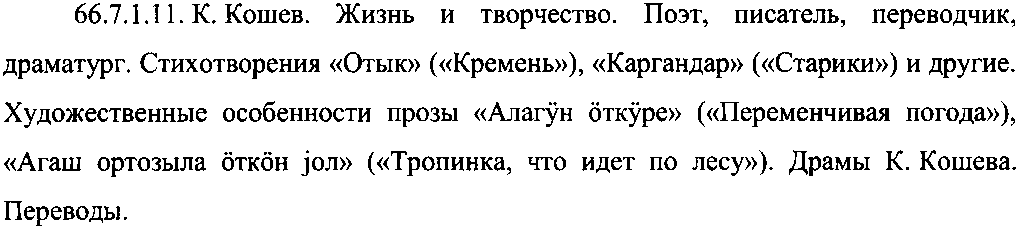 66.7.1.11. К. Кошев. Жизнь и творчество. Поэт, писатель, переводчик,
драматург. Стихотворения «Отык» («Кремень»), «Каргандар» («Старики») и другие.
Художественные особенности прозы «Алагӱн ӧткӱре» («Переменчивая погода»),
«Агаш ортозыла ӧткӧн јол» («Тропинка, что идет по лесу»). Драмы К. Кошева.
Переводы.